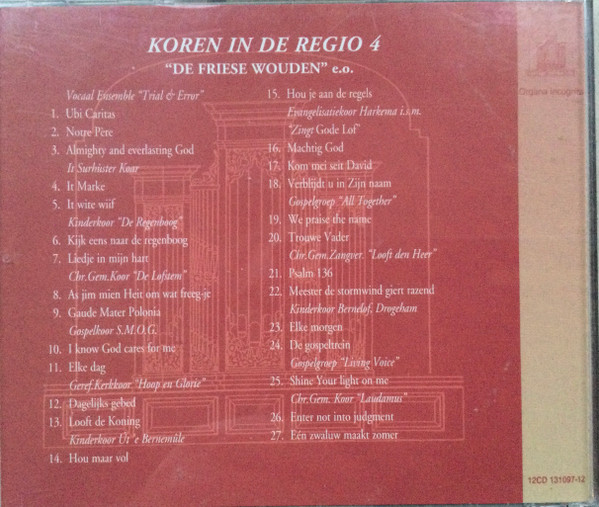 KOREN IN DE REGIO 4
"DE FRIESE WOUDEN" e.o.
Vocaal Ensemble "Trial & Error"
1. Ubi Caritas
2. Notre Père
3. Almighty and everlasting God
It Surhúster Koar
4. It Marke
5. It wite wiif
Kinderkoor "De Regenboog"
6. Kijk eens naar de regenboog
7. Liedje in mijn hart
Chr.Gem.Koor "De Lofstem"
8. As jim mien Heit om wat freeg-je
9. Gaude Mater Polonia
Gospelkoor S.M.O.G.
10. I know God cares for me
11. Elke dag
Geref.Kerkkoor "Hoop en Glorie"
12. Dagelijks gebed
13. Looft de Koning
Kinderkoor Út 'e Bernemûle
14. Hou maar vol
15. Hou je aan de regels
Evangelisatiekoor Harkema i.s.m.
"Zingt Gode Lof"
16. Machtig God
17. Kom mei seit David
18. Verblijdt u in Zijn naam
Gospelgroep "All Together"
19. We praise the name
20. Trouwe Vader
Chr.Gem.Zangver. "Looft den Heer"
21. Psalm 136
22. Meester de stormwind giert razend
Kinderkoor Bernelof, Drogeham
23. Elke morgen
24. De gospeltrein
Gospelgroep "Living Voice"
25. Shine Your light on me
Chr.Gem. Koor "Laudamus"
26. Enter not into judgment
27. Eén zwaluw maakt zomer
Organa Incognito
12CD 131097-12